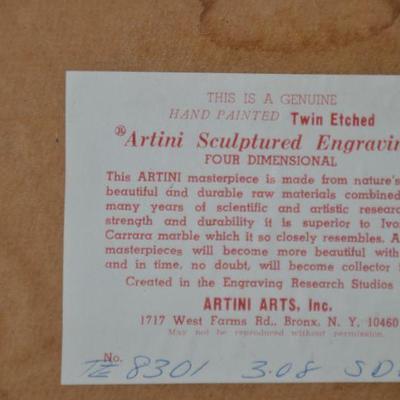 THIS IS A GENUINE
HAND PAINTED Twin Etched
® Artini Sculptured Engravin
FOUR DIMENSIONAL
This ARTINI masterpiece is made from nature's
beautiful and durable raw materials combined
many years of scientific and artistic resear
strength and durability it is superior to Ivo
Carrara marble which it so closely resembles. A
masterpieces will become more beautiful with
and in time, no doubt, will become collector
Created in the Engraving Research Studios
ARTINI ARTS, Inc.
1717 West Farms Rd., Bronx, N. Y. 10460
May not be reproduced without permission.
No. TE 8301 3.08 SD